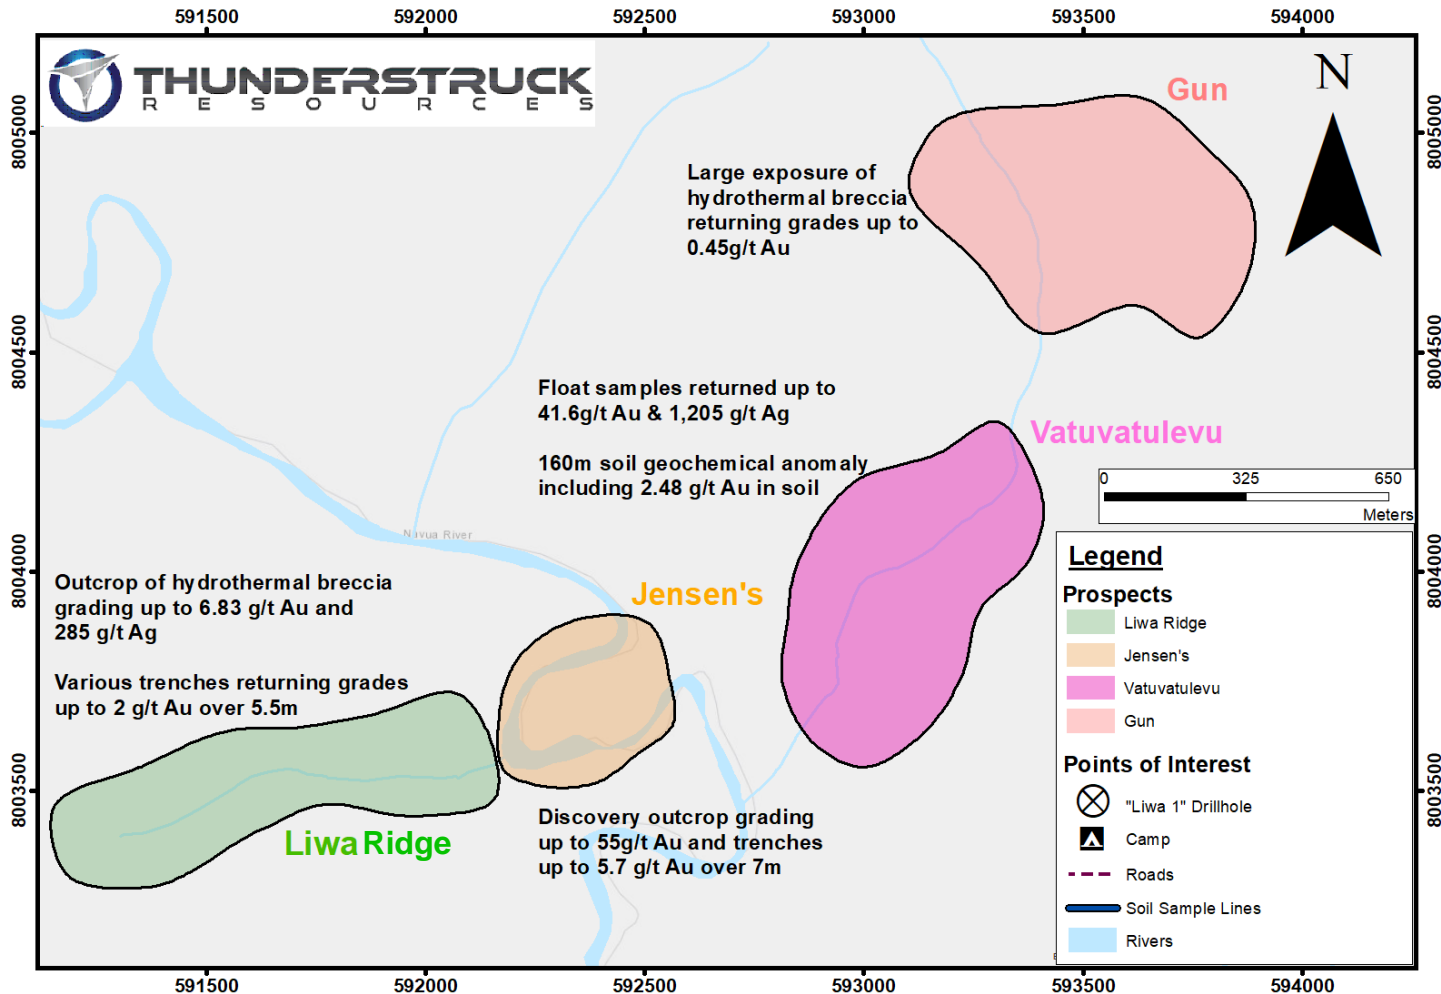 591500 592000 592500 593000 593500 594000
THUNDERSTRUCK
RESOURCES
N
Gun
8005000
8005000
Large exposure of
hydrothermal breccia
returning grades up to
0.45g/t Au
8004500
8004500
Float samples returned up to
41.6g/t Au & 1,205 g/t Ag
Vatuvatulevu
160m soil geochemical anomaly
including 2.48 g/t Au in soil
0 325 650
Meters
Navua River
8004000
8004000
Outcrop of hydrothermal breccia
grading up to 6.83 g/t Au and
285 g/t Ag
Jensen's
Various trenches returning grades
up to 2 g/t Au over 5.5m
8003500
8003500
Liwa Ridge
Discovery outcrop grading
up to 55g/t Au and trenches
up to 5.7 g/t Au over 7m
Legend
Prospects
Liwa Ridge
Jensen's
Vatuvatulevu
Gun
Points of Interest
"Liwa 1" Drillhole
Camp
Roads
Soil Sample Lines
Rivers
591500 592000 592500 593000 593500 594000